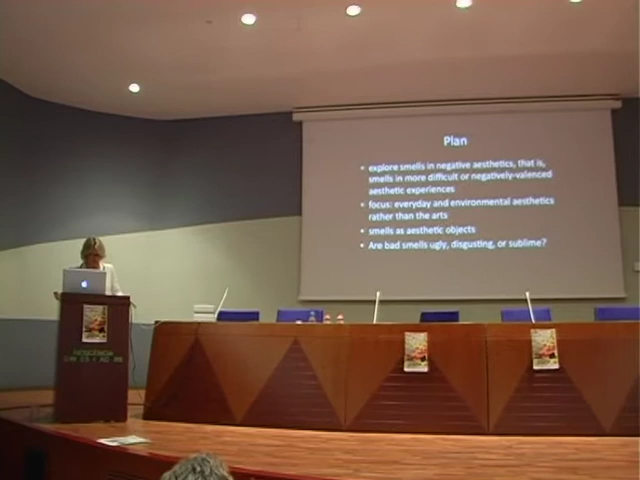 Plan
• explore smells in negative aesthetics, that is,
smells in more difficult or negatively-valenced
aesthetic experiences
• focus: everyday and environmental aesthetics
rather than the arts
• smells as aesthetic objects
• Are bad smells ugly, disgusting, or sublime?